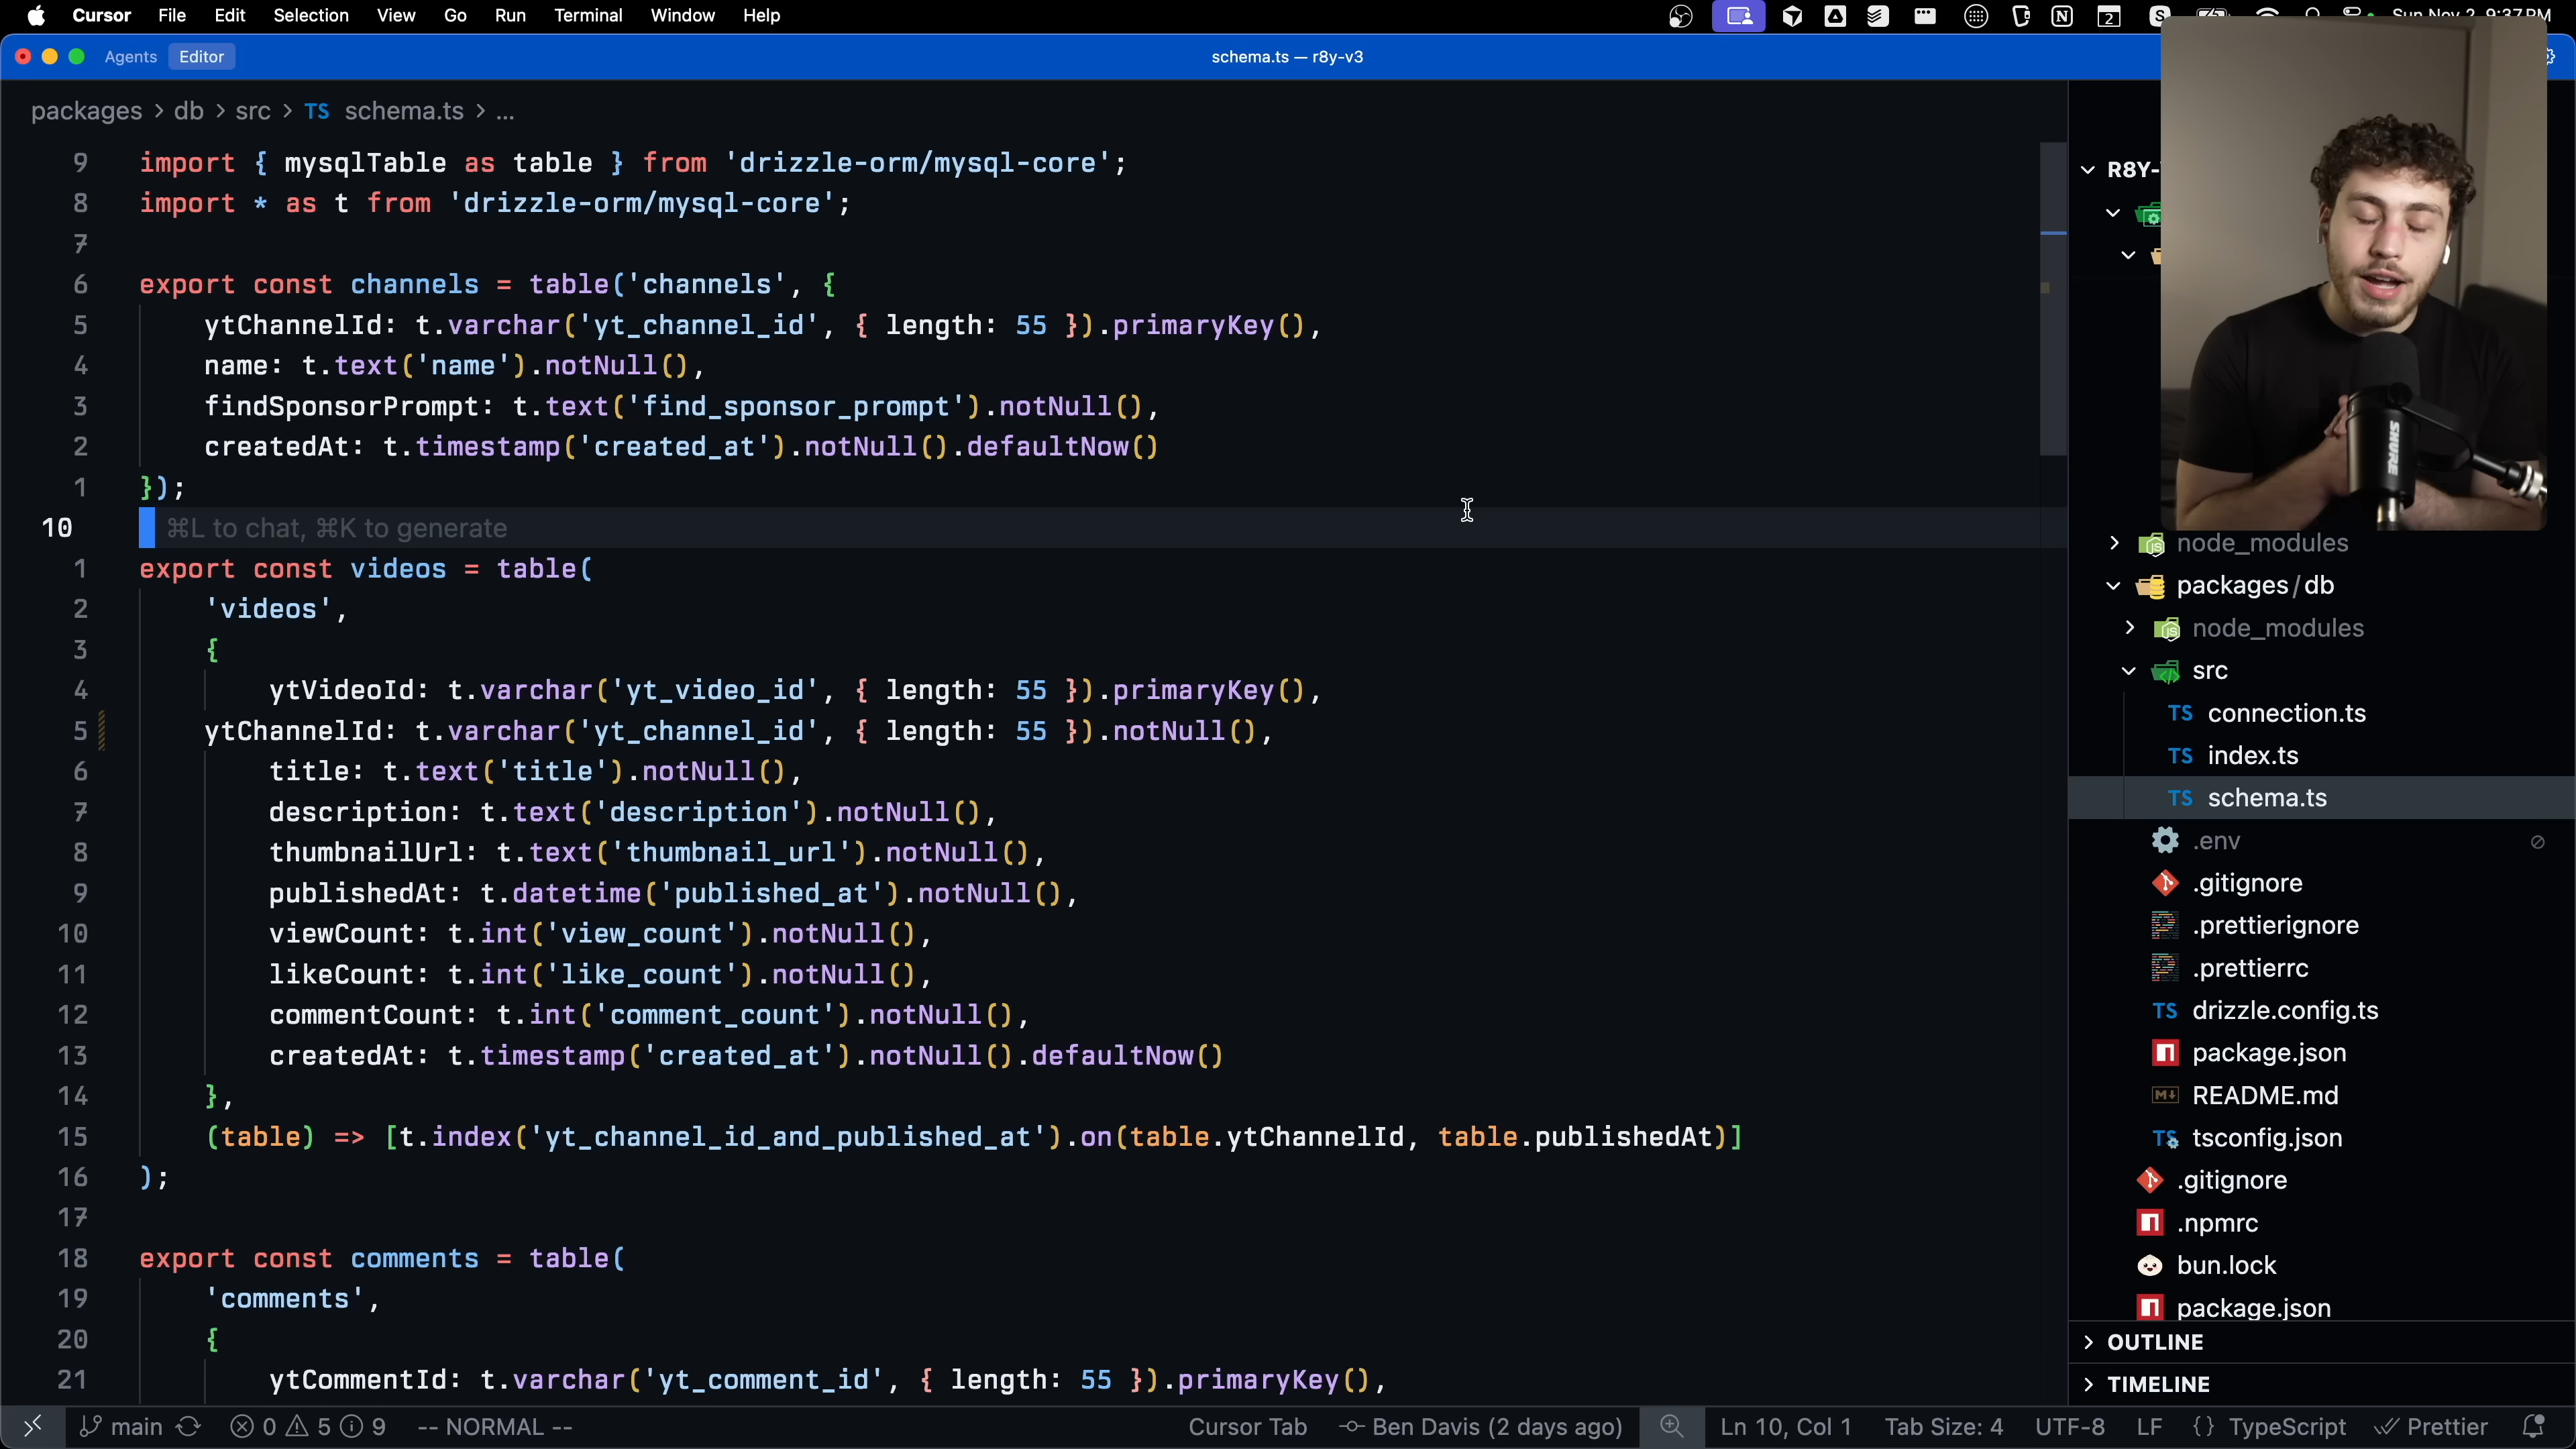 Cursor File Edit Selection View Go Run Terminal Window Help
Agents Editor schema.ts — r8y-v3
packages > db > src > TS schema.ts > ...
9 import { mysqlTable as table } from 'drizzle-orm/mysql-core';
8 import * as t from 'drizzle-orm/mysql-core';
7
6 export const channels = table('channels', {
5 ytChannelId: t.varchar('yt_channel_id', { length: 55 }).primaryKey(),
4 name: t.text('name').notNull(),
3 findSponsorPrompt: t.text('find_sponsor_prompt').notNull(),
2 createdAt: t.timestamp('created_at').notNull().defaultNow()
1 });
10 ⌘L to chat, ⌘K to generate
1 export const videos = table(
2 'videos',
3 {
4 ytVideoId: t.varchar('yt_video_id', { length: 55 }).primaryKey(),
5 ytChannelId: t.varchar('yt_channel_id', { length: 55 }).notNull(),
6 title: t.text('title').notNull(),
7 description: t.text('description').notNull(),
8 thumbnailUrl: t.text('thumbnail_url').notNull(),
9 publishedAt: t.datetime('published_at').notNull(),
10 viewCount: t.int('view_count').notNull(),
11 likeCount: t.int('like_count').notNull(),
12 commentCount: t.int('comment_count').notNull(),
13 createdAt: t.timestamp('created_at').notNull().defaultNow()
14 },
15 (table) => [t.index('yt_channel_id_and_published_at').on(table.ytChannelId, table.publishedAt)]
16 );
17
18 export const comments = table(
19 'comments',
20 {
21 ytCommentId: t.varchar('yt_comment_id', { length: 55 }).primaryKey(),
R8Y-
SHURE
node_modules
packages/db
node_modules
src
TS connection.ts
TS index.ts
TS schema.ts
.env
.gitignore
.prettierignore
.prettierrc
TS drizzle.config.ts
package.json
README.md
TS tsconfig.json
.gitignore
.npmrc
bun.lock
package.json
OUTLINE
TIMELINE
main 0 5 9 -- NORMAL -- Cursor Tab Ben Davis (2 days ago) Ln 10, Col 1 Tab Size: 4 UTF-8 LF {} TypeScript Prettier